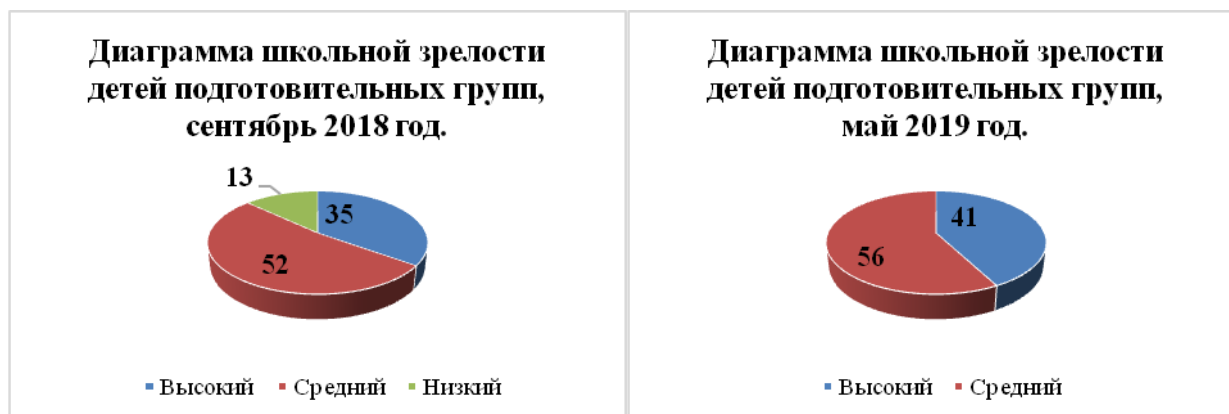 Диаграмма школьной зрелости
детей подготовительных групп,
сентябрь 2018 год.
13
35
52
Высокий Средний Низкий
Диаграмма школьной зрелости
детей подготовительных групп,
май 2019 год.
41
56
Высокий Средний